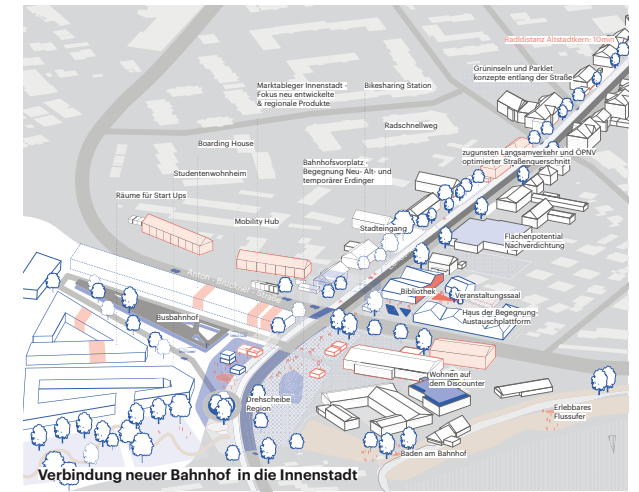 Radldistanz Altstadtkern: 10min
Grüninseln und Parklet
konzepte entlang der Straße
Marktableger Innenstadt -
Fokus neu entwickelte
& regionale Produkte
Bikesharing Station
Radschnellweg
Boarding House
zugunsten Langsamverkehr und ÖPNV
optimierter Straßenquerschnitt
Bahnhofsvorplatz -
Begegnung Neu- Alt- und
temporärer Erdinger
Studentenwohnheim
Räume für Start Ups
Mobility Hub
Stadteingang
Flächenpotential
Nachverdichtung
Anton - Bruckner - Straße
Bibliothek
Veranstaltungssaal
Haus der Begegnung-
Austauschplattform
Busbahnhof
Wohnen auf
dem Discounter
Drehscheibe
Region
Erlebbares
Flussufer
Baden am Bahnhof
Verbindung neuer Bahnhof in die Innenstadt